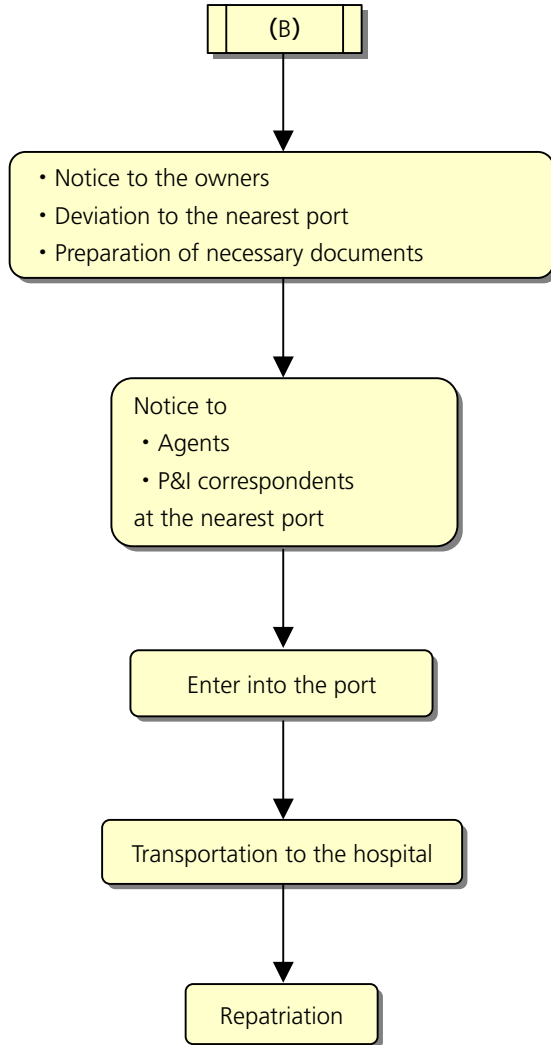 (B)
・Notice to the owners
・Deviation to the nearest port
・Preparation of necessary documents
Notice to
・Agents
・P&I correspondents
at the nearest port
Enter into the port
Transportation to the hospital
Repatriation